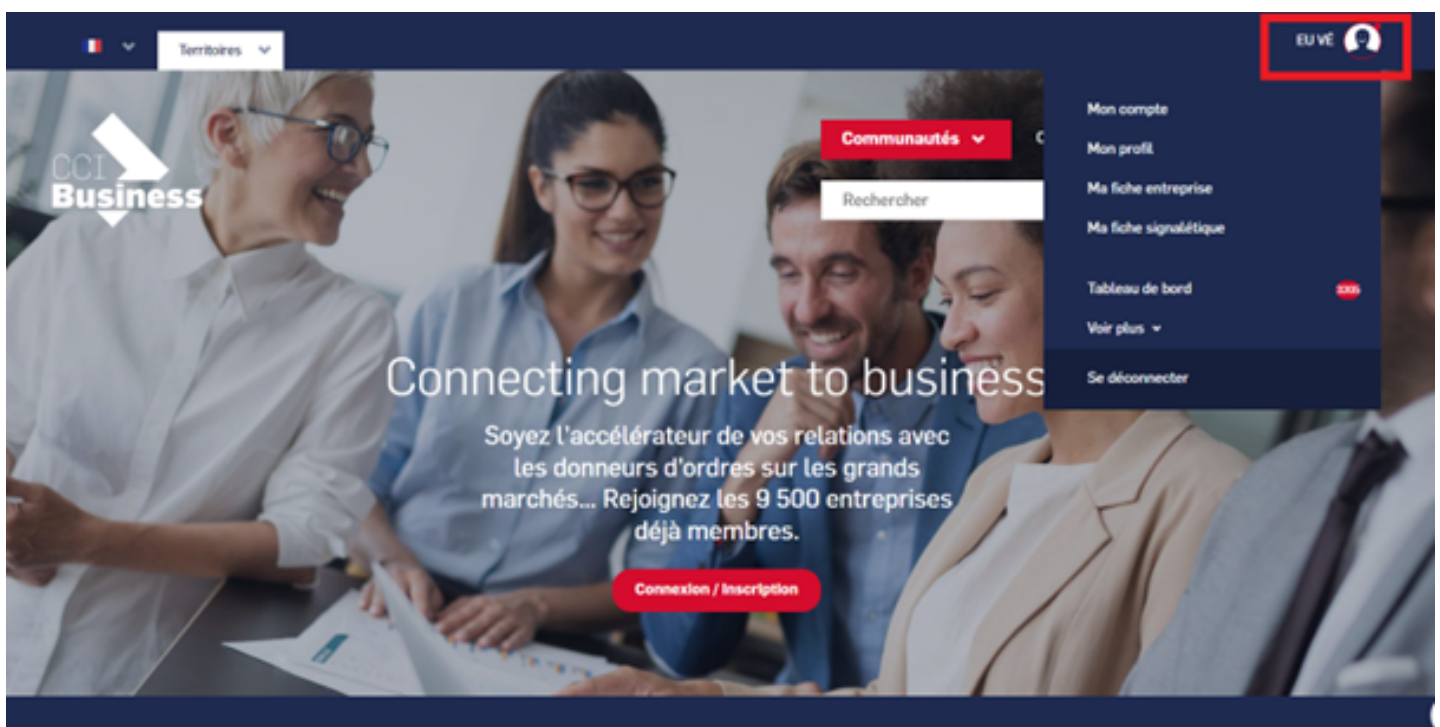 Territoires
EU VÉ
CCI
Business
Communautés
Rechercher
Mon compte
Mon profil
Ma fiche entreprise
Ma fiche signalétique
Tableau de bord
Voir plus
Se déconnecter
Connecting market to business
Soyez l'accélérateur de vos relations avec
les donneurs d'ordres sur les grands
marchés... Rejoignez les 9 500 entreprises
déjà membres.
Connexion / Inscription